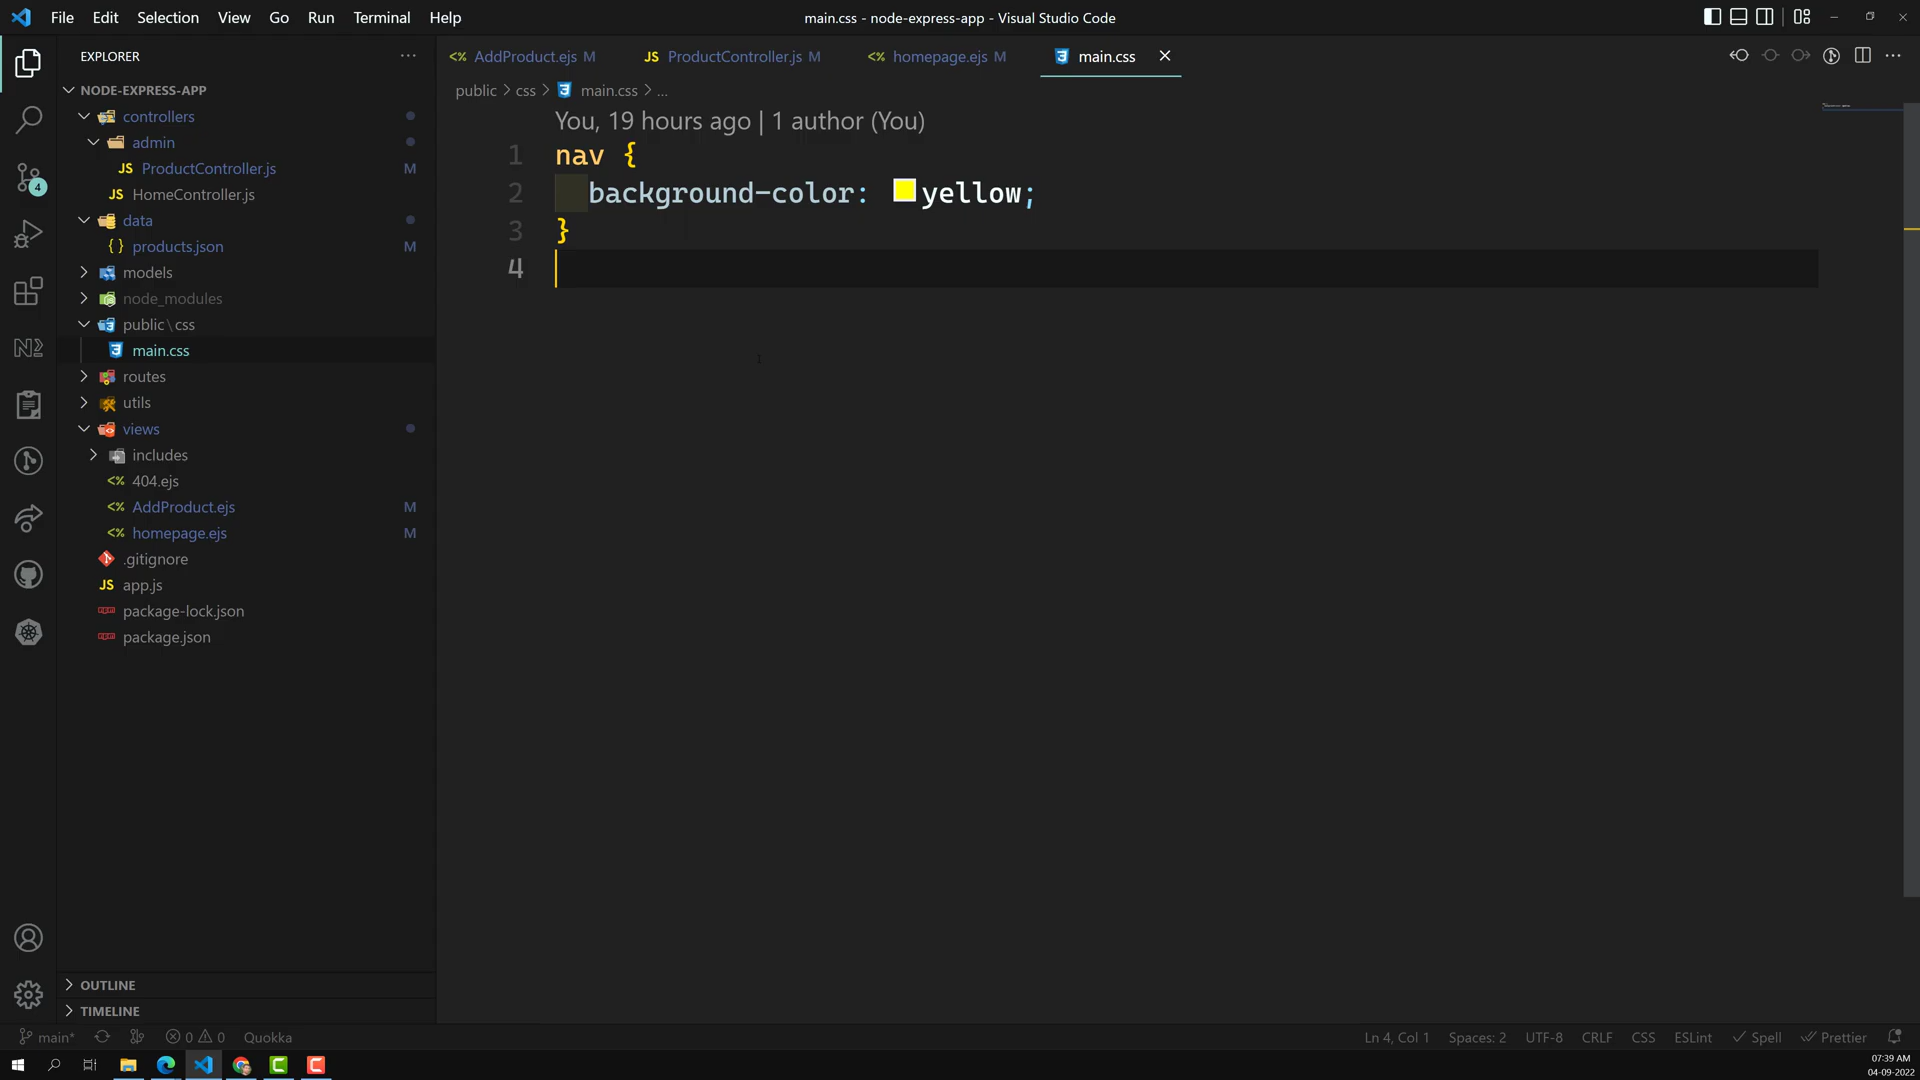 File Edit Selection View Go Run Terminal Help
main.css - node-express-app - Visual Studio Code
EXPLORER
AddProduct.ejs M
JS ProductController.js M
homepage.ejs M
main.css
NODE-EXPRESS-APP
public > css > main.css > ...
controllers
You, 19 hours ago | 1 author (You)
admin
1 nav {
JS ProductController.js M
2 background-color: yellow;
JS HomeController.js
data
3 }
{ } products.json M
4
models
node_modules
public\css
main.css
routes
utils
views
includes
<% 404.ejs
<% AddProduct.ejs M
<% homepage.ejs M
.gitignore
JS app.js
package-lock.json
package.json
4
OUTLINE
TIMELINE
main* 0 0 Quokka
Ln 4, Col 1 Spaces: 2 UTF-8 CRLF CSS ESLint Spell Prettier
07:39 AM
04-09-2022